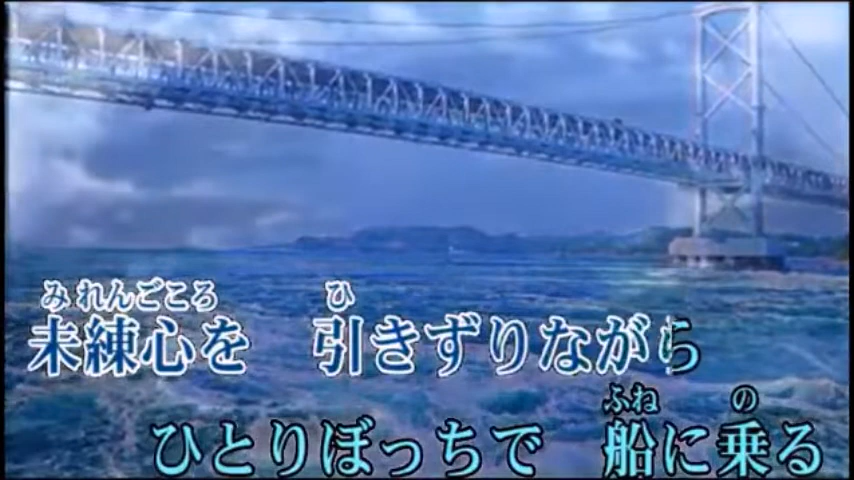 みれんごころ ひ
未練心を 引きずりながら
ふね の
ひとりぼっちで 船に乗る